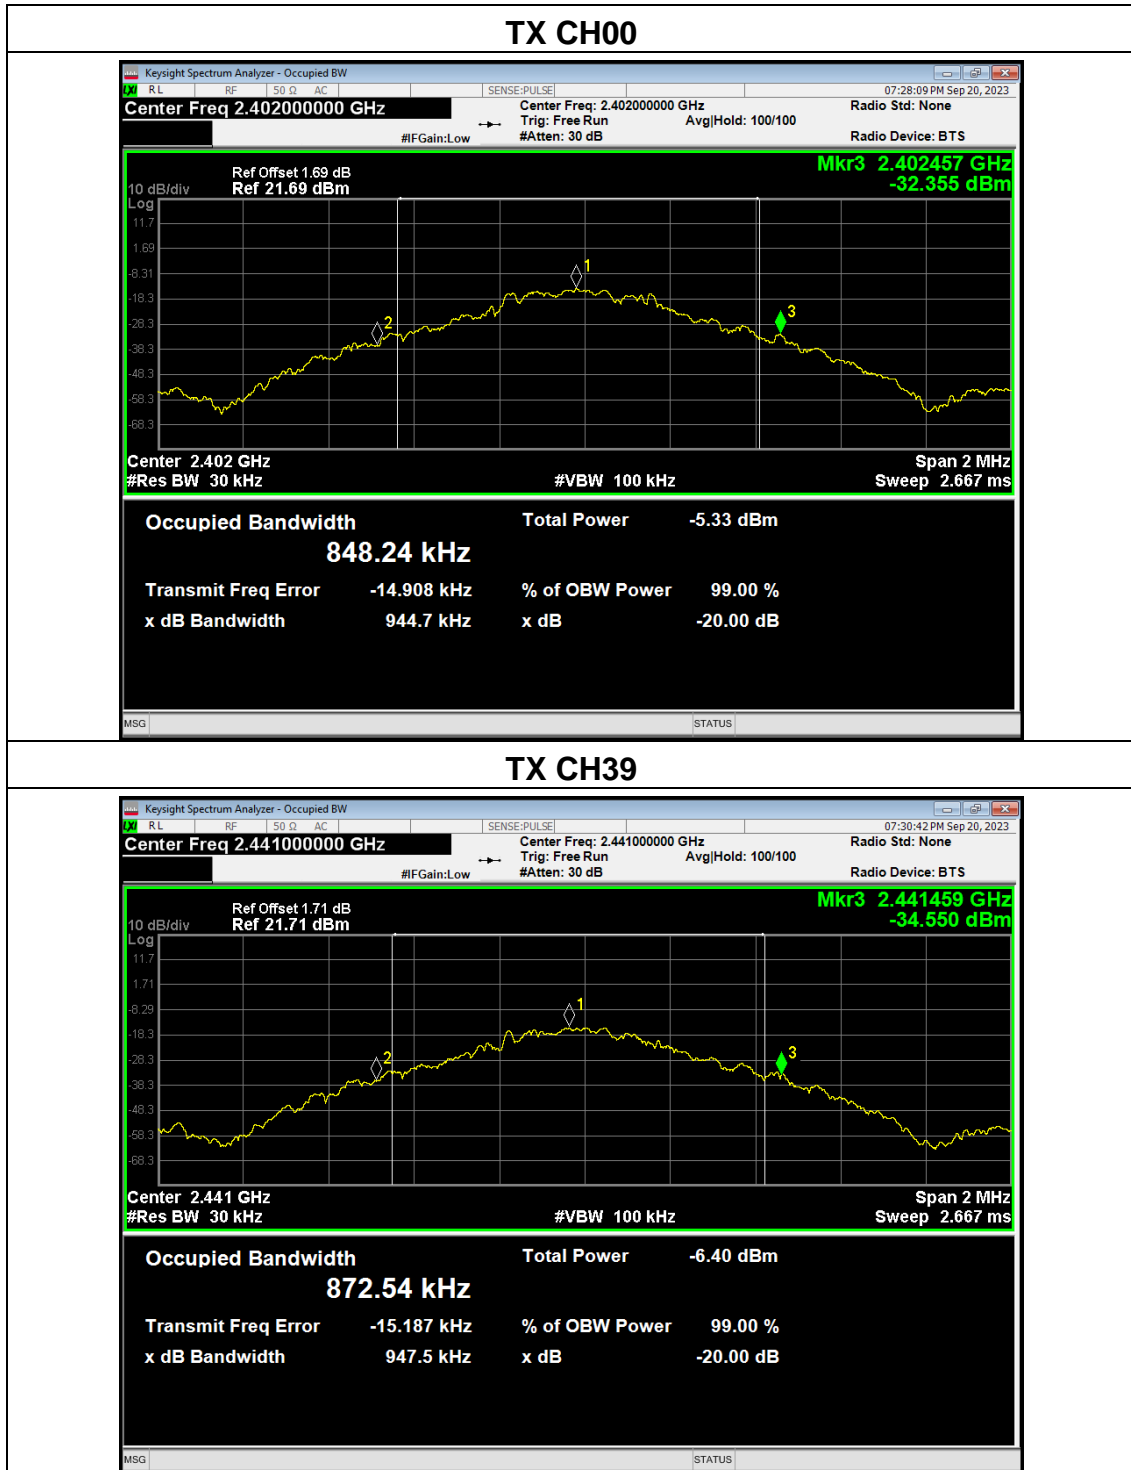 TX CH00
Keysight Spectrum Analyzer - Occupied BW
LXI RL RF 50 Ω AC SENSE:PULSE 07:28:09 PM Sep 20, 2023
Center Freq 2.402000000 GHz Center Freq: 2.402000000 GHz Radio Std: None
Trig: Free Run Avg|Hold: 100/100
#IFGain:Low #Atten: 30 dB Radio Device: BTS
Mkr3 2.402457 GHz
Ref Offset 1.69 dB
10 dB/div Ref 21.69 dBm -32.355 dBm
Log
11.7
1.69
-8.31
-18.3
-28.3
-38.3
-48.3
-58.3
-68.3
1
2
3
Center 2.402 GHz Span 2 MHz
#Res BW 30 kHz #VBW 100 kHz Sweep 2.667 ms
Occupied Bandwidth Total Power -5.33 dBm
848.24 kHz
Transmit Freq Error -14.908 kHz % of OBW Power 99.00 %
x dB Bandwidth 944.7 kHz x dB -20.00 dB
MSG STATUS
TX CH39
Keysight Spectrum Analyzer - Occupied BW
LXI RL RF 50 Ω AC SENSE:PULSE 07:30:42 PM Sep 20, 2023
Center Freq 2.441000000 GHz Center Freq: 2.441000000 GHz Radio Std: None
Trig: Free Run Avg|Hold: 100/100
#IFGain:Low #Atten: 30 dB Radio Device: BTS
Mkr3 2.441459 GHz
Ref Offset 1.71 dB
10 dB/div Ref 21.71 dBm -34.550 dBm
Log
11.7
1.71
-8.29
-18.3
-28.3
-38.3
-48.3
-58.3
-68.3
1
2
3
Center 2.441 GHz Span 2 MHz
#Res BW 30 kHz #VBW 100 kHz Sweep 2.667 ms
Occupied Bandwidth Total Power -6.40 dBm
872.54 kHz
Transmit Freq Error -15.187 kHz % of OBW Power 99.00 %
x dB Bandwidth 947.5 kHz x dB -20.00 dB
MSG STATUS